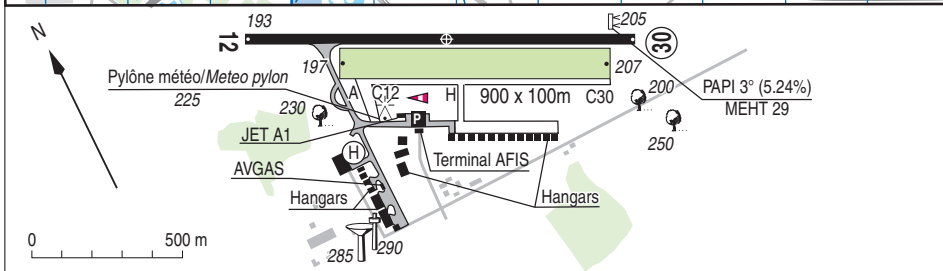 193
205
N
12
30
197
207
Pylône météo/Meteo pylon
225
230
A
C12
H
900 x 100m
C30
200
PAPI 3° (5.24%)
MEHT 29
P
JET A1
250
H
Terminal AFIS
AVGAS
Hangars
Hangars
0
500 m
285
290